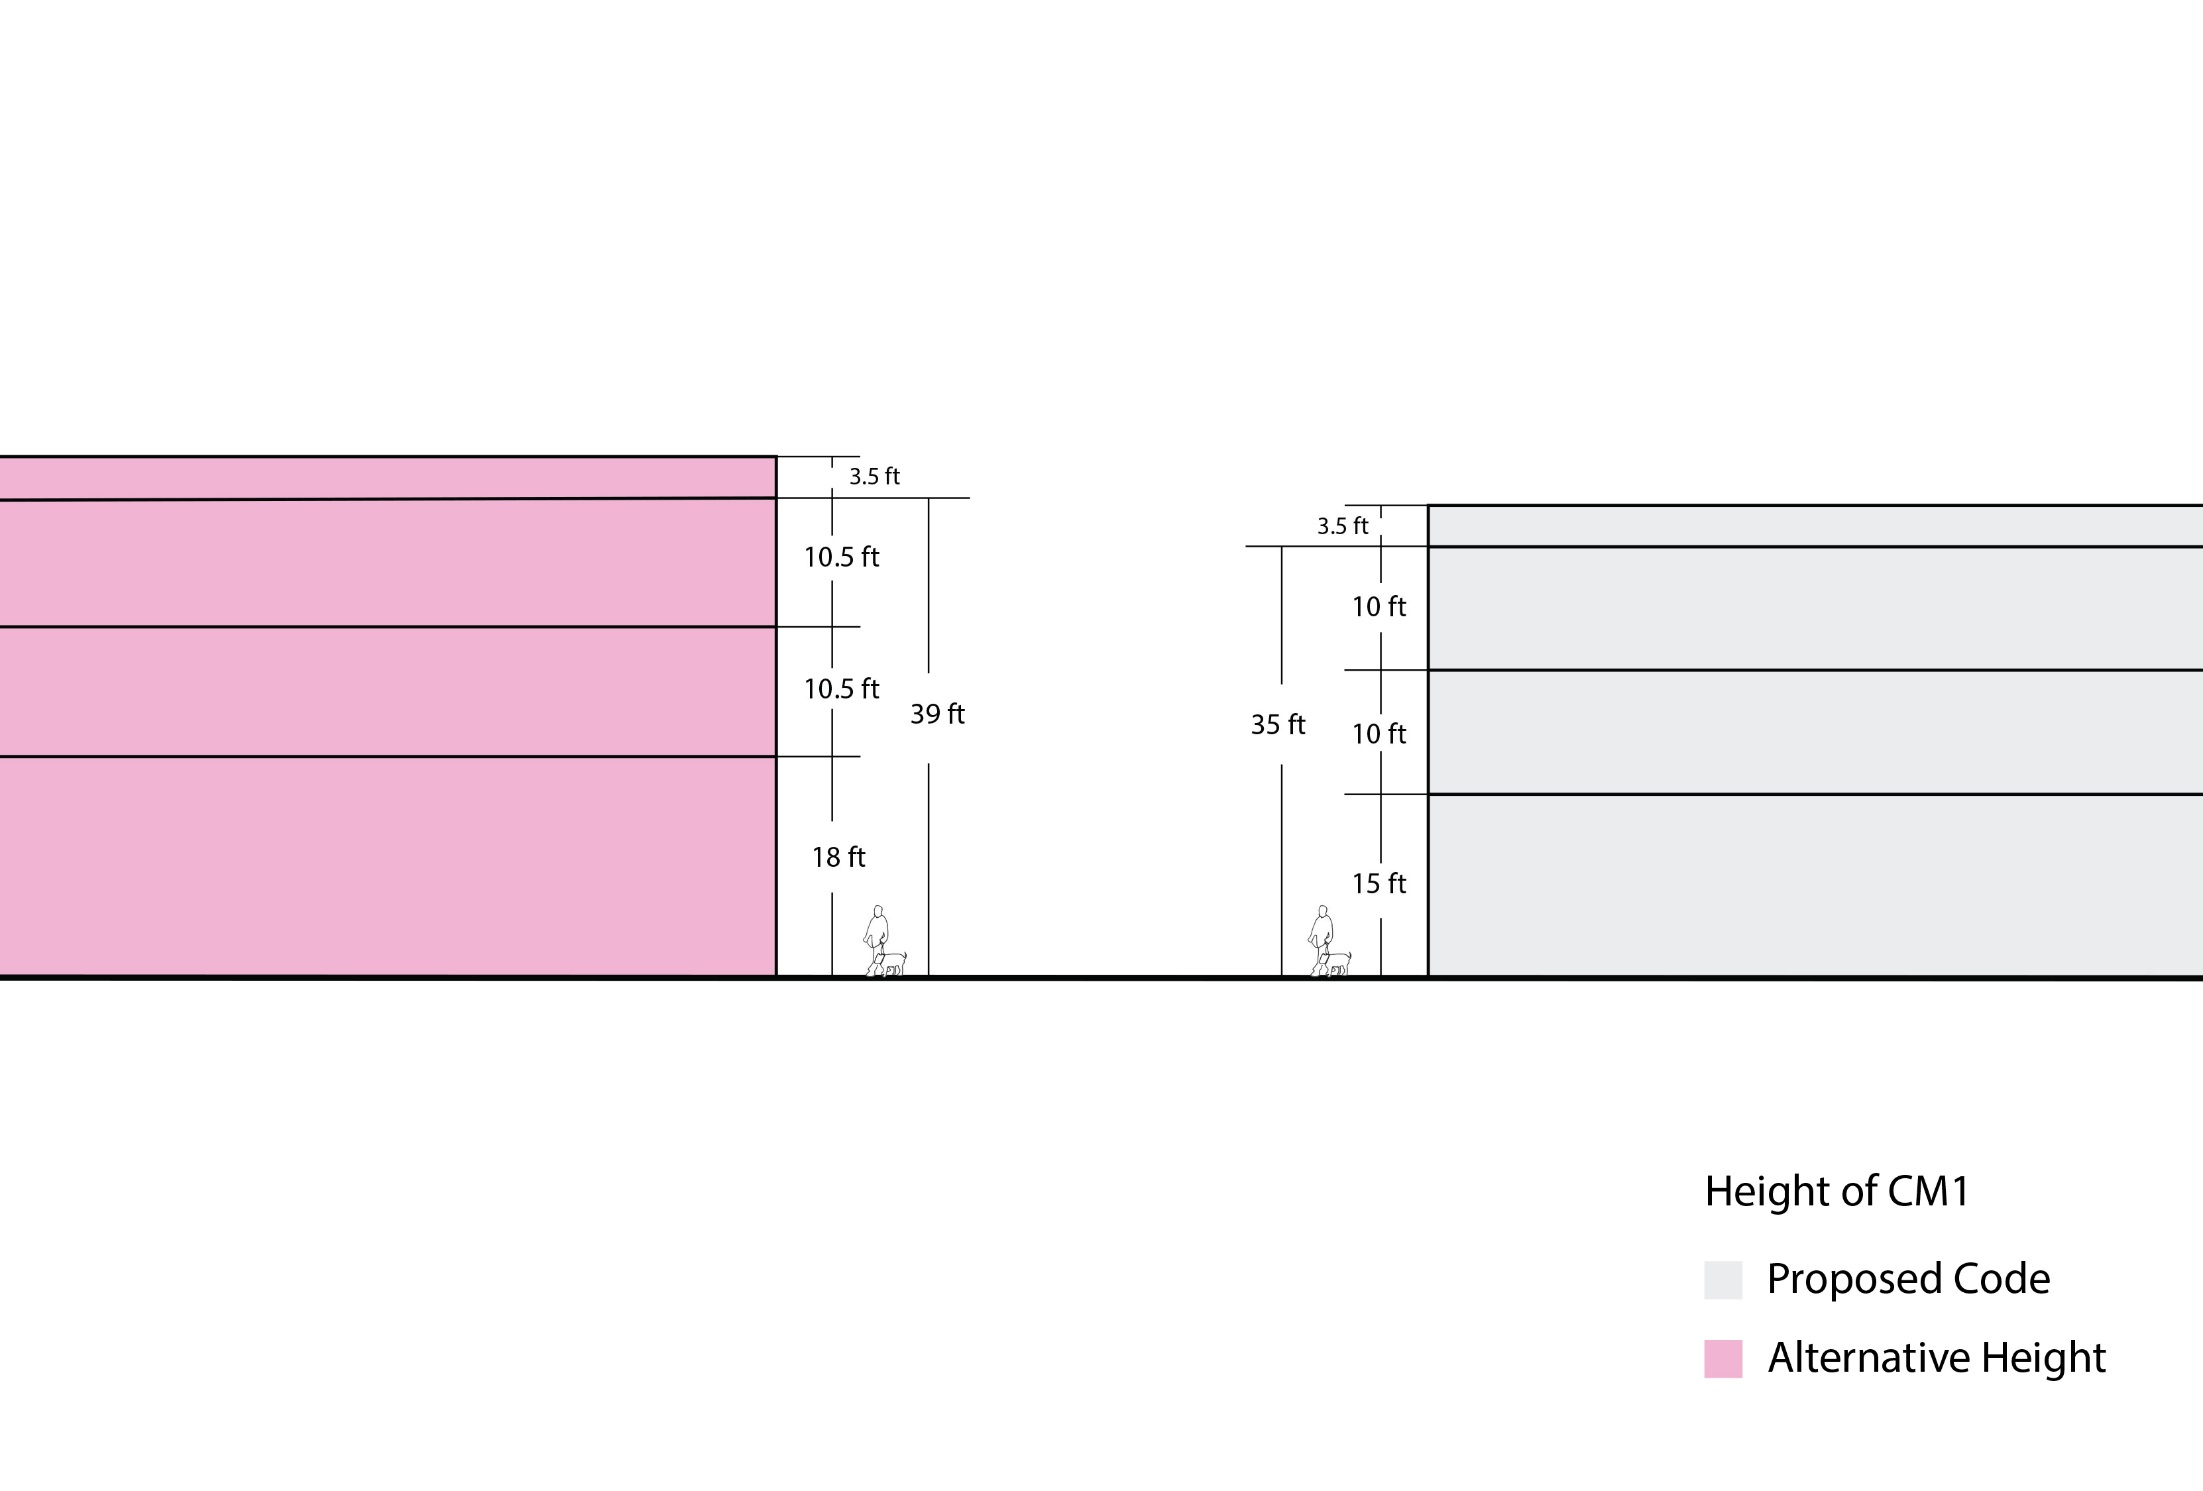 3.5 ft
10.5 ft
10.5 ft
39 ft
18 ft
3.5 ft
10 ft
35 ft
10 ft
15 ft
Height of CM1
Proposed Code
Alternative Height